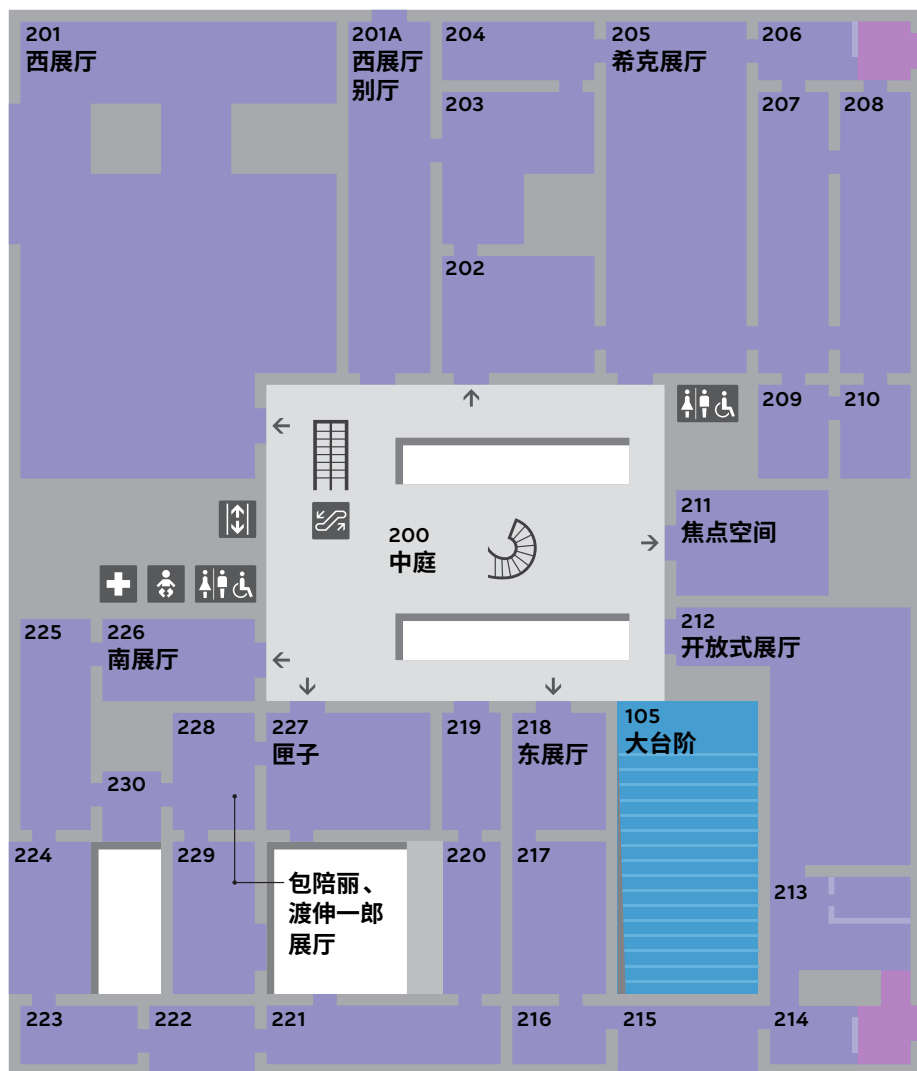 201
西展厅
201A
西展厅
别厅
204
205
希克展厅
206
203
207
208
202
209
210
211
焦点空间
200
中庭
212
开放式展厅
225
226
南展厅
228
227
匣子
219
218
东展厅
105
大台阶
230
224
229
220
217
213
包陪丽、
渡伸一郎
展厅
223
222
221
216
215
214